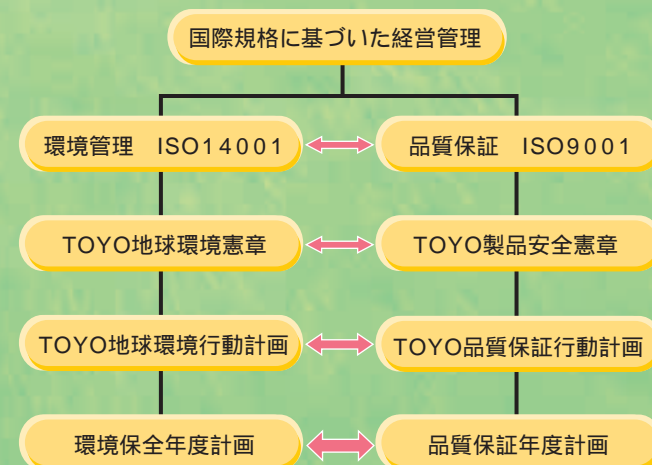 国際規格に基づいた経営管理
環境管理　ISO14001
品質保証　ISO9001
TOYO地球環境憲章
TOYO製品安全憲章
TOYO地球環境行動計画
TOYO品質保証行動計画
環境保全年度計画
品質保証年度計画